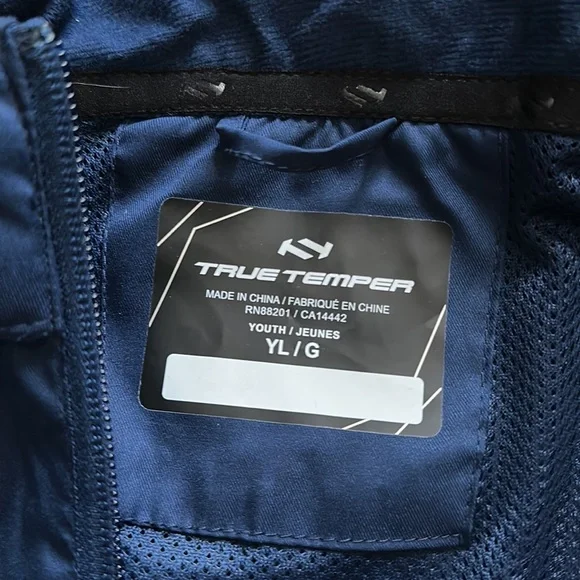 TRUE TEMPER
MADE IN CHINA / FABRIQUÉ EN CHINE
RN88201 / CA14442
YOUTH / JEUNES
YL / G